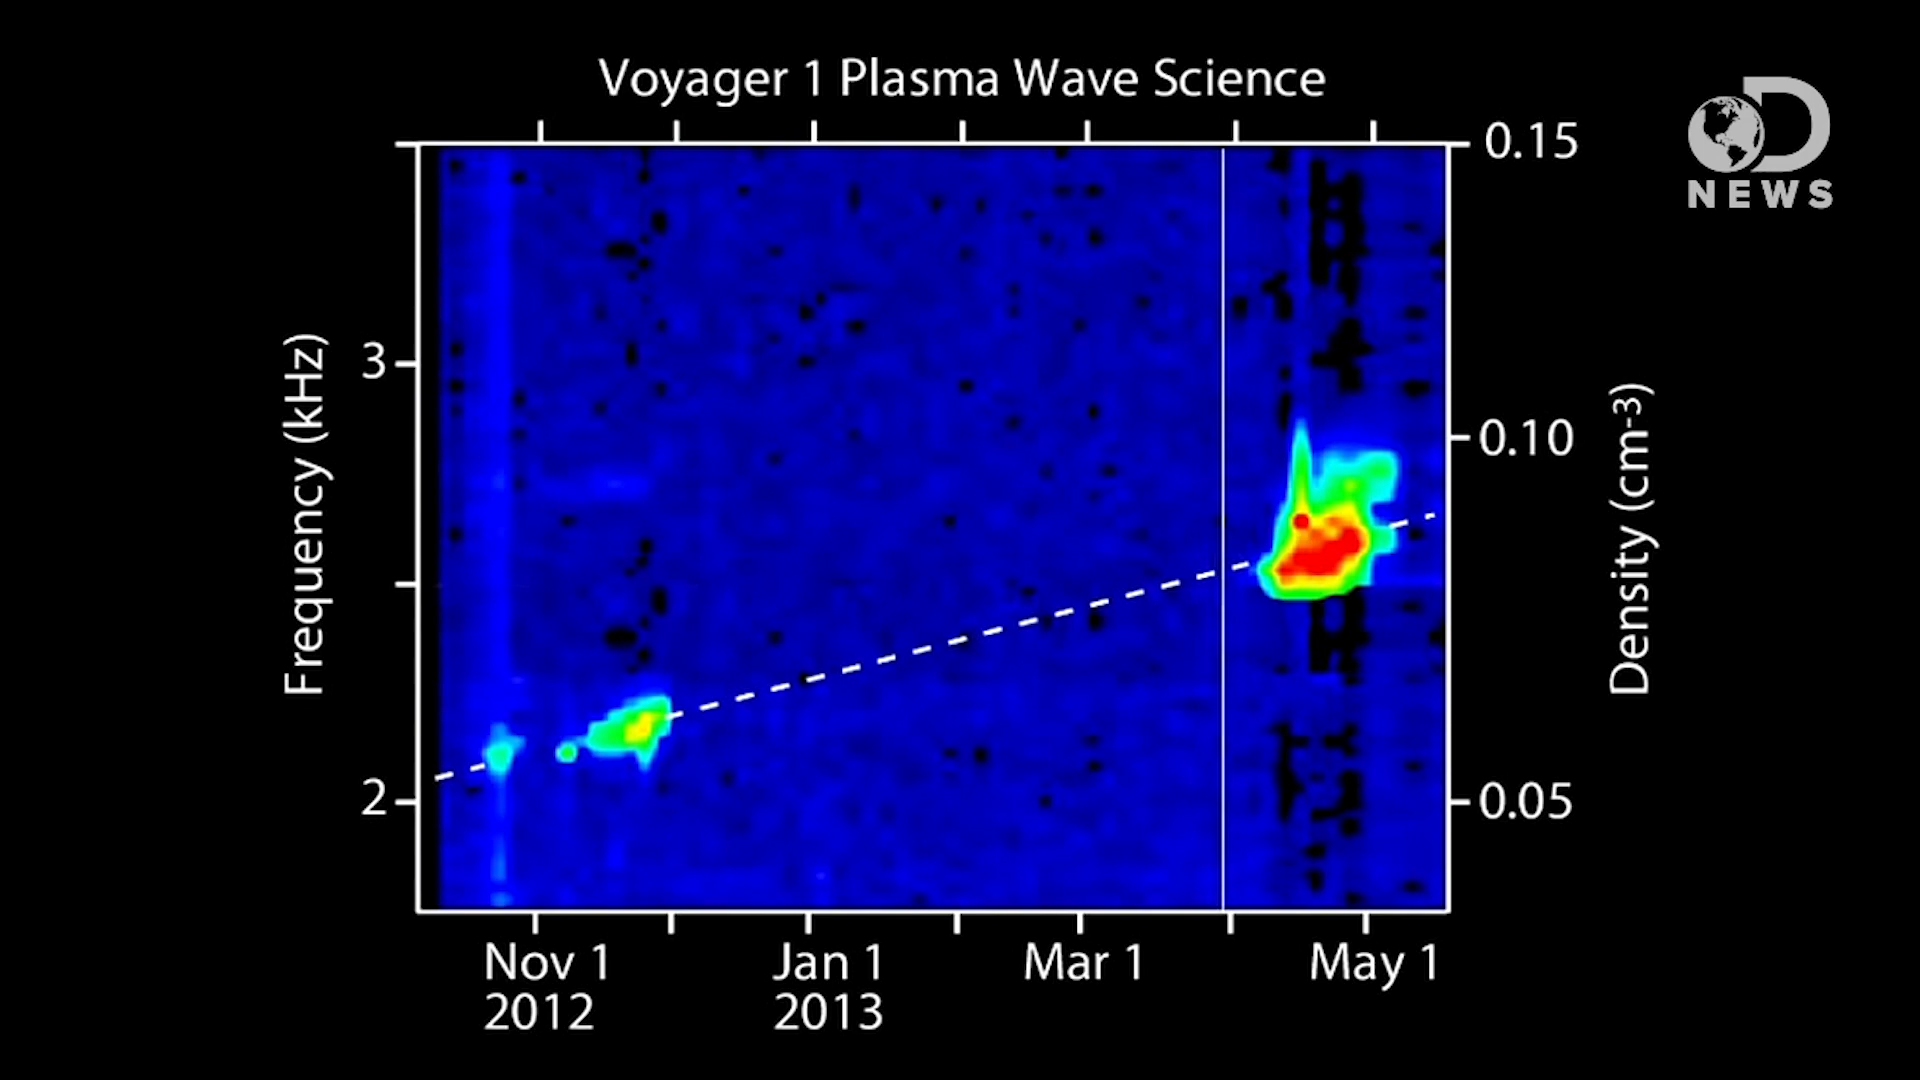 Voyager 1 Plasma Wave Science
D
NEWS
0.15
3
0.10
2
0.05
Frequency (kHz)
Density (cm-3)
Nov 1
2012
Jan 1
2013
Mar 1
May 1